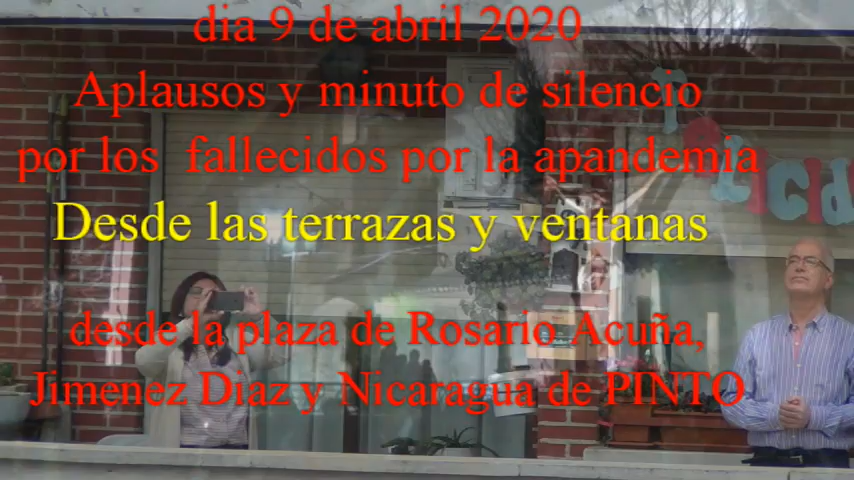 dia 9 de abril 2020
Aplausos y minuto de silencio
por los fallecidos por la apandemia
Desde las terrazas y ventanas
desde la plaza de Rosario Acuña,
Jimenez Diaz y Nicaragua de PINTO